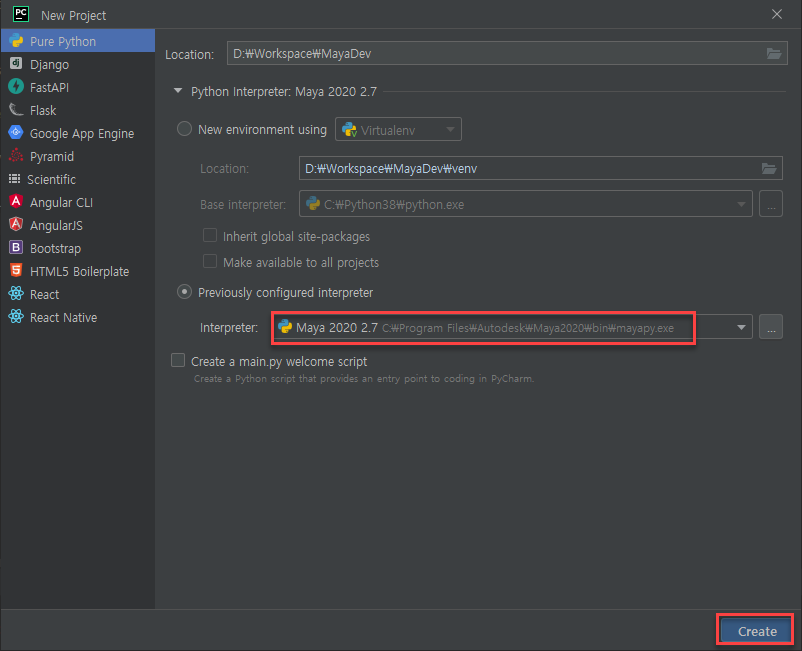 PC New Project
Pure Python
Django
FastAPI
Flask
Google App Engine
Pyramid
Scientific
Angular CLI
AngularJS
Bootstrap
HTML5 Boilerplate
React
React Native
Location: D:₩Workspace₩MayaDev
Python Interpreter: Maya 2020 2.7
New environment using Virtualenv
Location: D:₩Workspace₩MayaDev₩venv
Base interpreter: C:₩Python38₩python.exe ...
Inherit global site-packages
Make available to all projects
Previously configured interpreter
Interpreter: Maya 2020 2.7 C:₩Program Files₩Autodesk₩Maya2020₩bin₩mayapy.exe ...
Create a main.py welcome script
Create a Python script that provides an entry point to coding in PyCharm.
Create